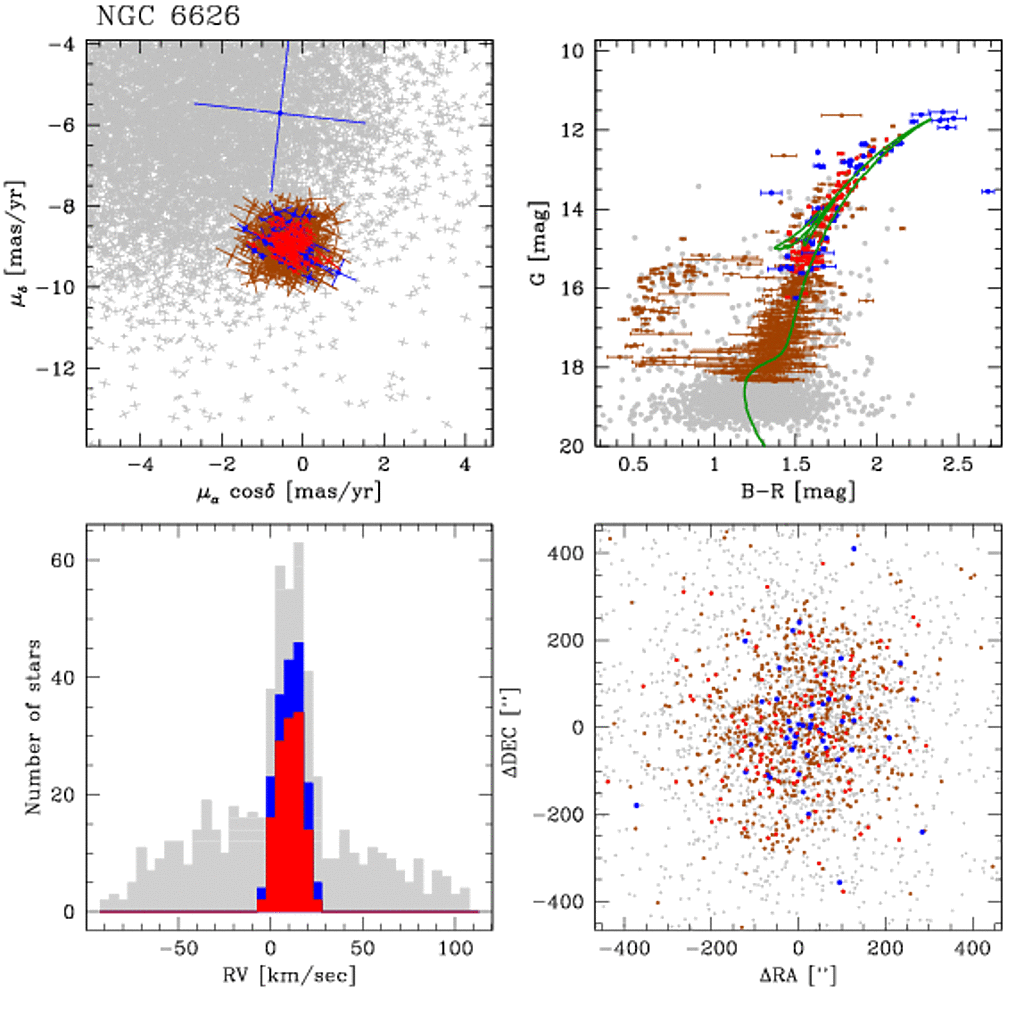 NGC 6626
−4
−6
−8
−10
−12
μδ [mas/yr]
−4 −2 0 2 4
μα cosδ [mas/yr]
10
12
14
16
18
20
G [mag]
0.5 1 1.5 2 2.5
B−R [mag]
60
40
20
0
Number of stars
−50 0 50 100
RV [km/sec]
400
200
0
−200
−400
ΔDEC ["]
−400 −200 0 200 400
ΔRA ["]